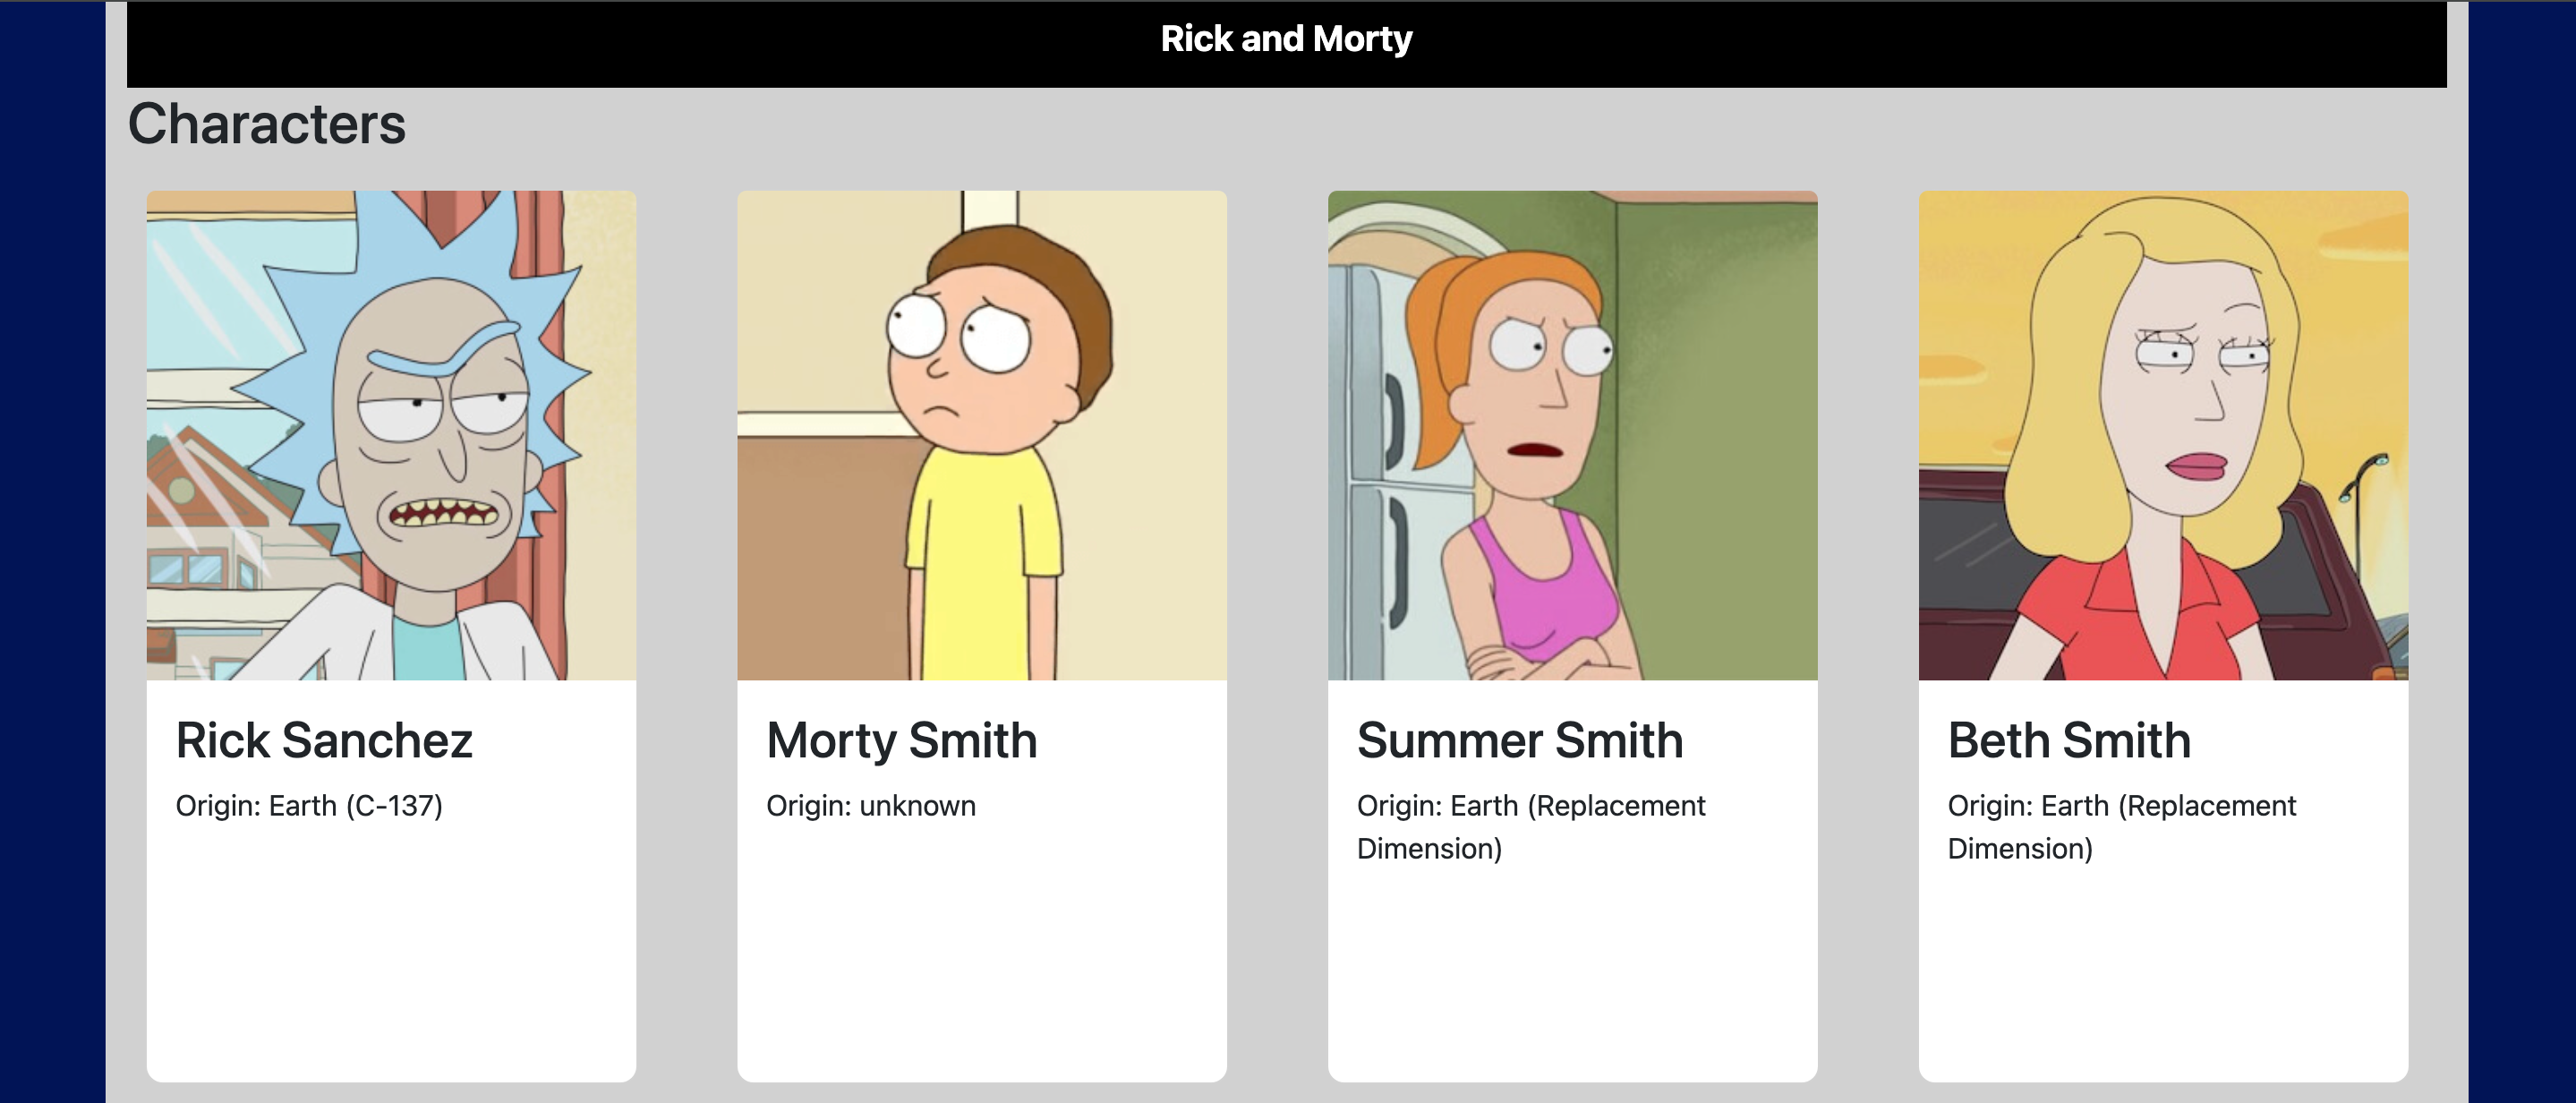 Rick and Morty
Characters
Rick Sanchez
Origin: Earth (C-137)
Morty Smith
Origin: unknown
Summer Smith
Origin: Earth (Replacement
Dimension)
Beth Smith
Origin: Earth (Replacement
Dimension)